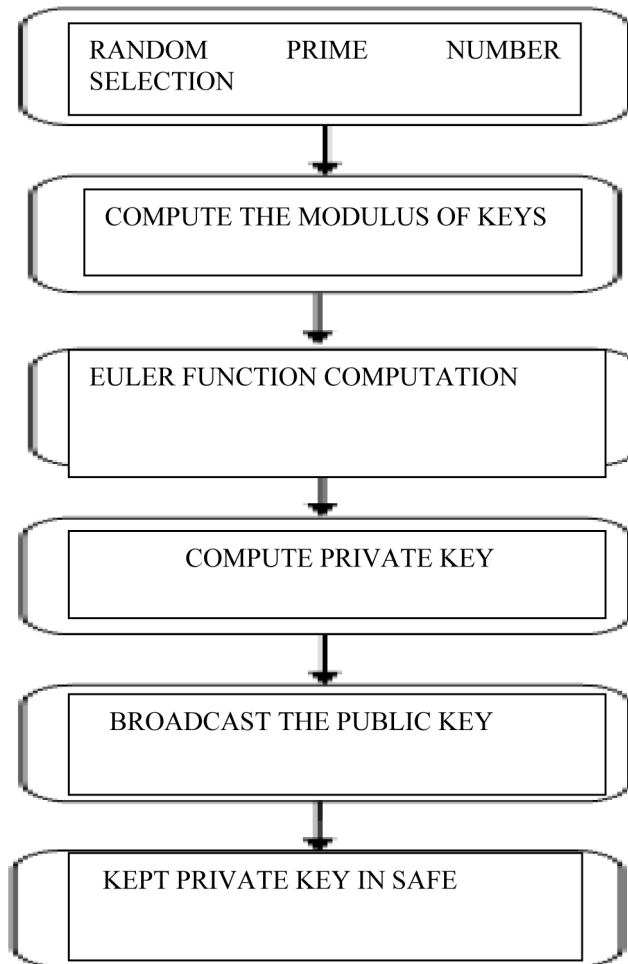 RANDOM PRIME NUMBER
SELECTION
COMPUTE THE MODULUS OF KEYS
EULER FUNCTION COMPUTATION
COMPUTE PRIVATE KEY
BROADCAST THE PUBLIC KEY
KEPT PRIVATE KEY IN SAFE